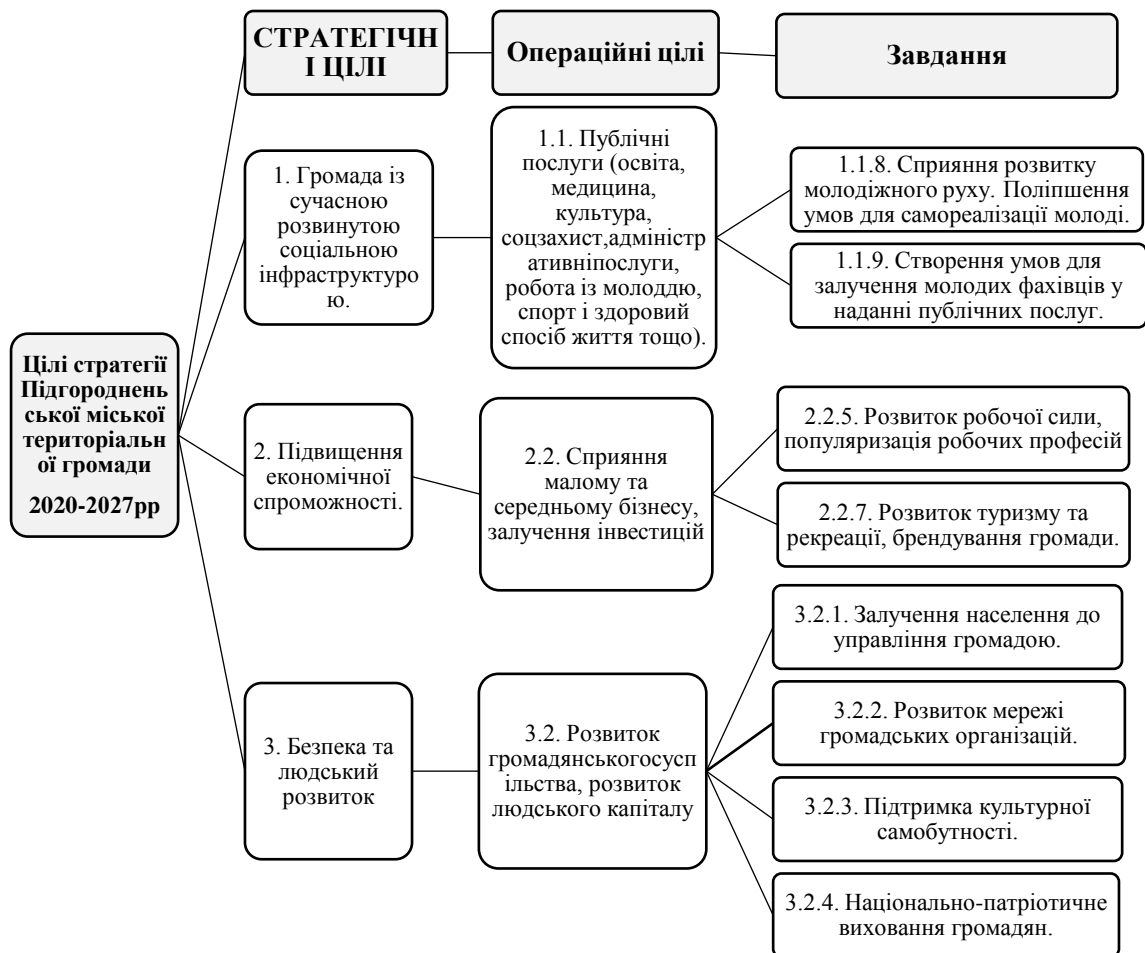 СТРАТЕГІЧН
І ЦІЛІ
Операційні цілі
Завдання
Цілі стратегії
Підгороднен
ської міської
територіальн
ої громади
2020-2027рр
1. Громада із
сучасною
розвинутою
соціальною
інфраструктуро
ю.
1.1. Публічні
послуги (освіта,
медицина,
культура,
соцзахист,адміністр
ативніпослуги,
робота із молоддю,
спорт і здоровий
спосіб життя тощо).
1.1.8. Сприяння розвитку
молодіжного руху. Поліпшення
умов для самореалізації молоді.
1.1.9. Створення умов для
залучення молодих фахівців у
наданні публічних послуг.
2. Підвищення
економічної
спроможності.
2.2. Сприяння
малому та
середньому бізнесу,
залучення інвестицій
2.2.5. Розвиток робочої сили,
популяризація робочих професій
2.2.7. Розвиток туризму та
рекреації, брендування громади.
3. Безпека та
людський
розвиток
3.2. Розвиток
громадянськогосусп
ільства, розвиток
людського капіталу
3.2.1. Залучення населення до
управління громадою.
3.2.2. Розвиток мережі
громадських організацій.
3.2.3. Підтримка культурної
самобутності.
3.2.4. Національно-патріотичне
виховання громадян.